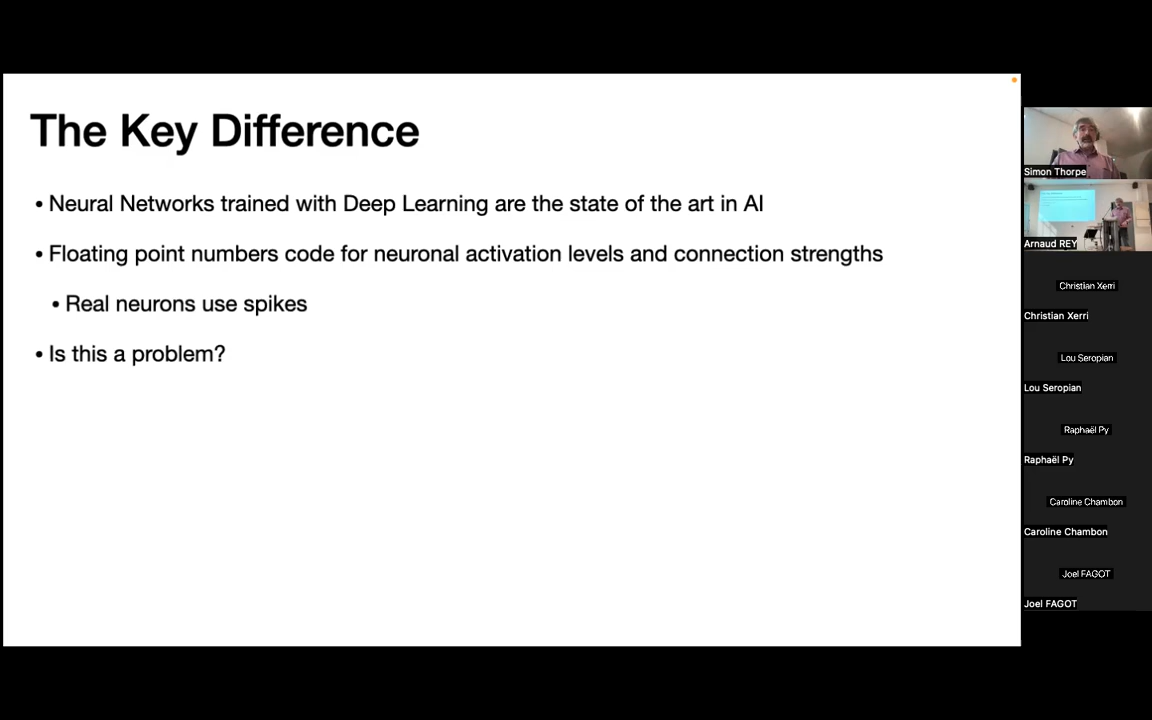 The Key Difference
• Neural Networks trained with Deep Learning are the state of the art in AI
• Floating point numbers code for neuronal activation levels and connection strengths
• Real neurons use spikes
• Is this a problem?
Simon Thorpe
Arnaud REY
Christian Xerri
Christian Xerri
Lou Seropian
Lou Seropian
Raphaël Py
Raphaël Py
Caroline Chambon
Caroline Chambon
Joel FAGOT
Joel FAGOT